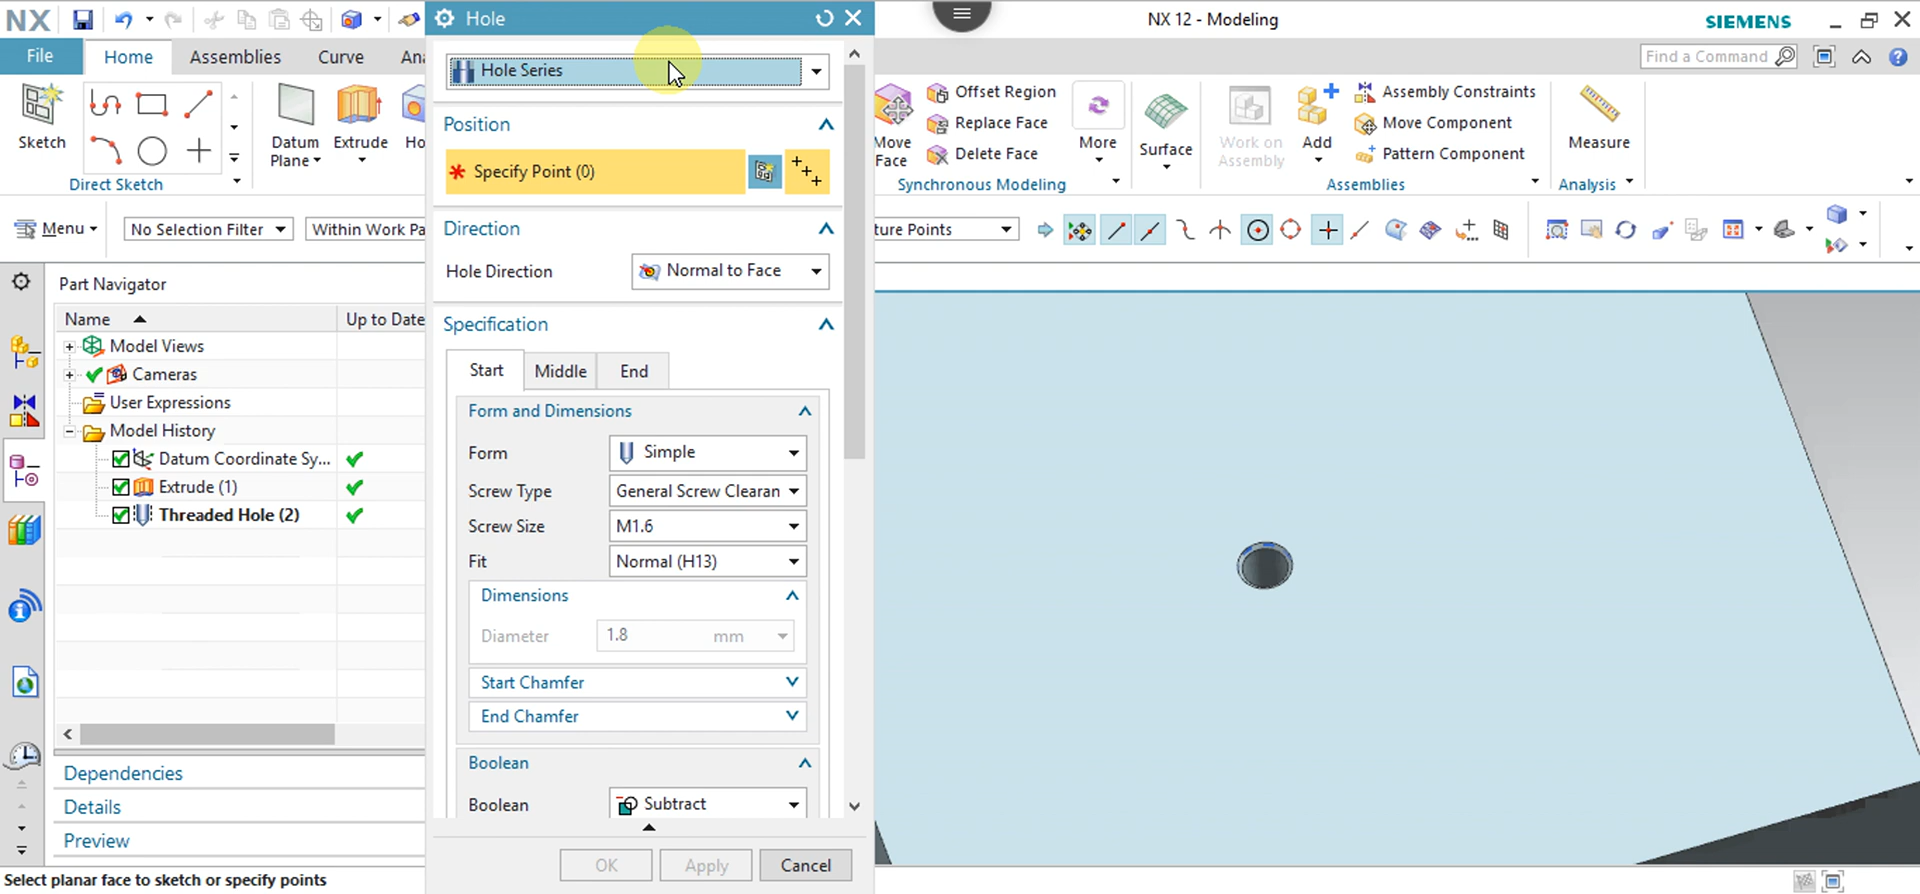 NX
Hole
NX 12 - Modeling
SIEMENS
File
Home
Assemblies
Curve
An
Find a Command
Hole Series
Sketch
Datum
Plane
Extrude
Ho
Direct Sketch
Move
Face
Offset Region
Replace Face
Delete Face
More
Synchronous Modeling
Surface
Work on
Assembly
Add
Assembly Constraints
Move Component
Pattern Component
Assemblies
Measure
Analysis
Position
Specify Point (0)
Menu
No Selection Filter
Within Work Pa
ture Points
Direction
Hole Direction
Normal to Face
Part Navigator
Name
Up to Date
Model Views
Cameras
User Expressions
Model History
Datum Coordinate Sy...
Extrude (1)
Threaded Hole (2)
Specification
Start
Middle
End
Form and Dimensions
Form
Simple
Screw Type
General Screw Clearan
Screw Size
M1.6
Fit
Normal (H13)
Dimensions
Diameter
1.8
mm
Start Chamfer
End Chamfer
Boolean
Boolean
Subtract
Dependencies
Details
Preview
OK
Apply
Cancel
Select planar face to sketch or specify points